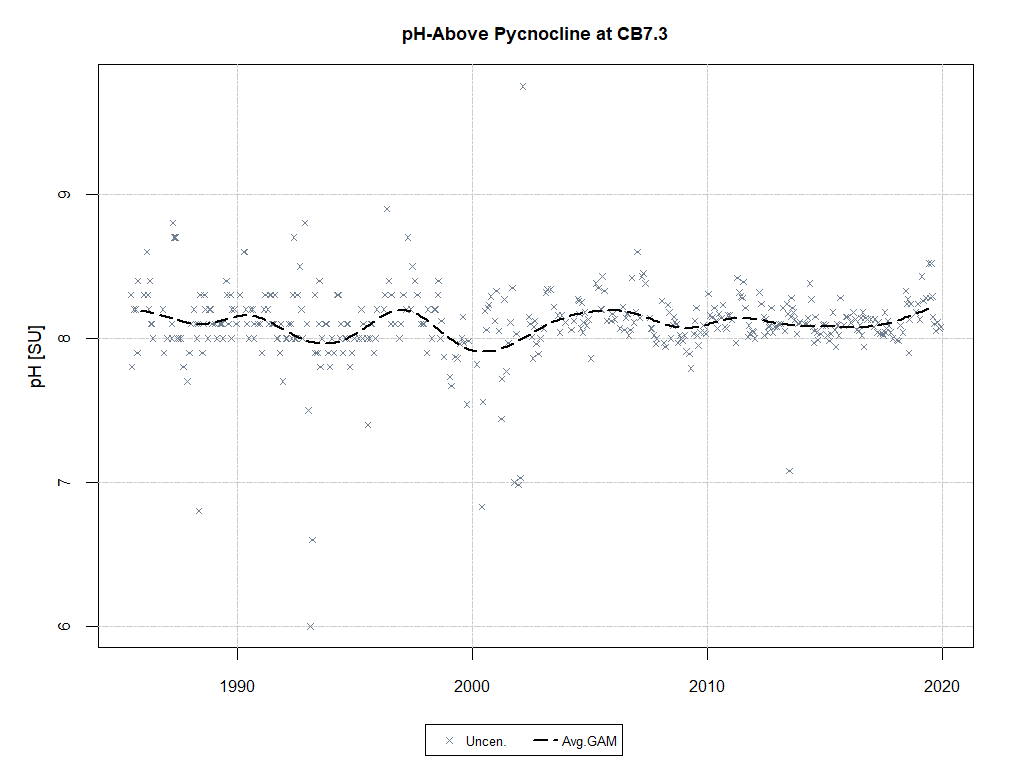 pH-Above Pycnocline at CB7.3
pH [SU]
9
8
7
6
1990 2000 2010 2020
Uncen. Avg.GAM